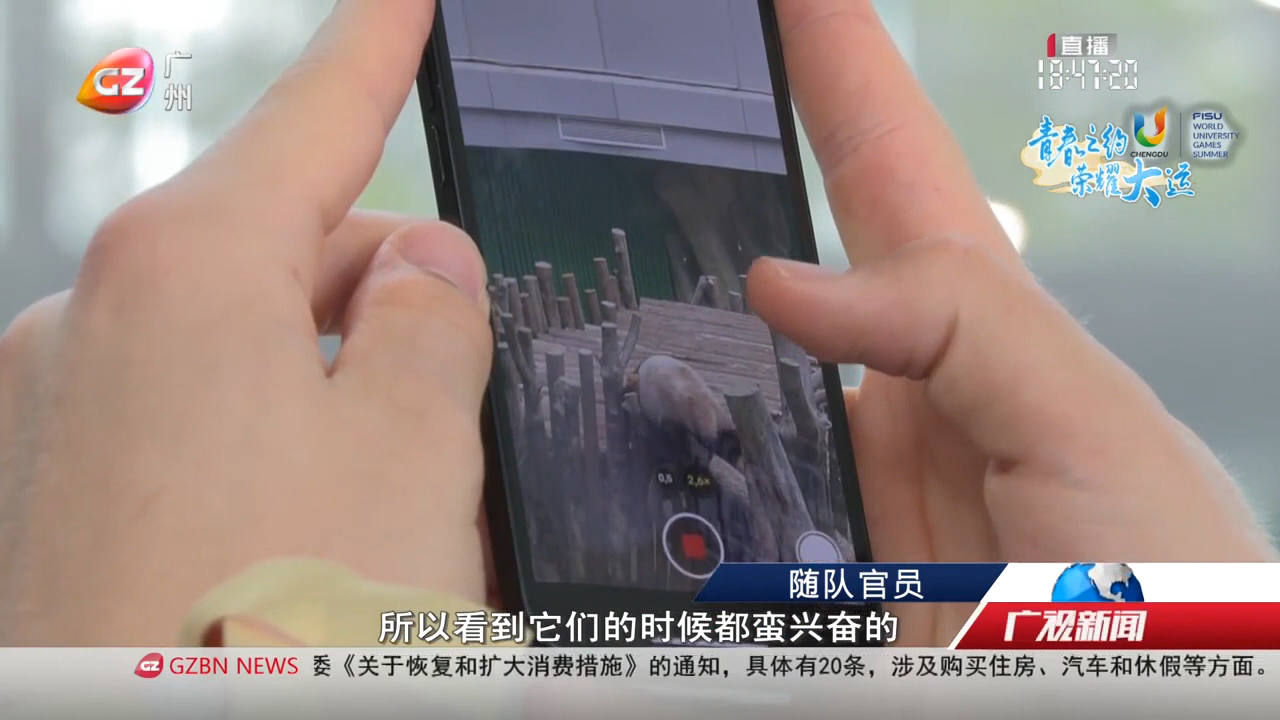 GZ
广州
直播
18:47:20
青春之约
荣耀大运
CHENGDU
FISU
WORLD
UNIVERSITY
GAMES
SUMMER
0,5
2,6×
随队官员
所以看到它们的时候都蛮兴奋的
广视新闻
GZ GZBN NEWS 委《关于恢复和扩大消费措施》的通知，具体有20条，涉及购买住房、汽车和休假等方面。